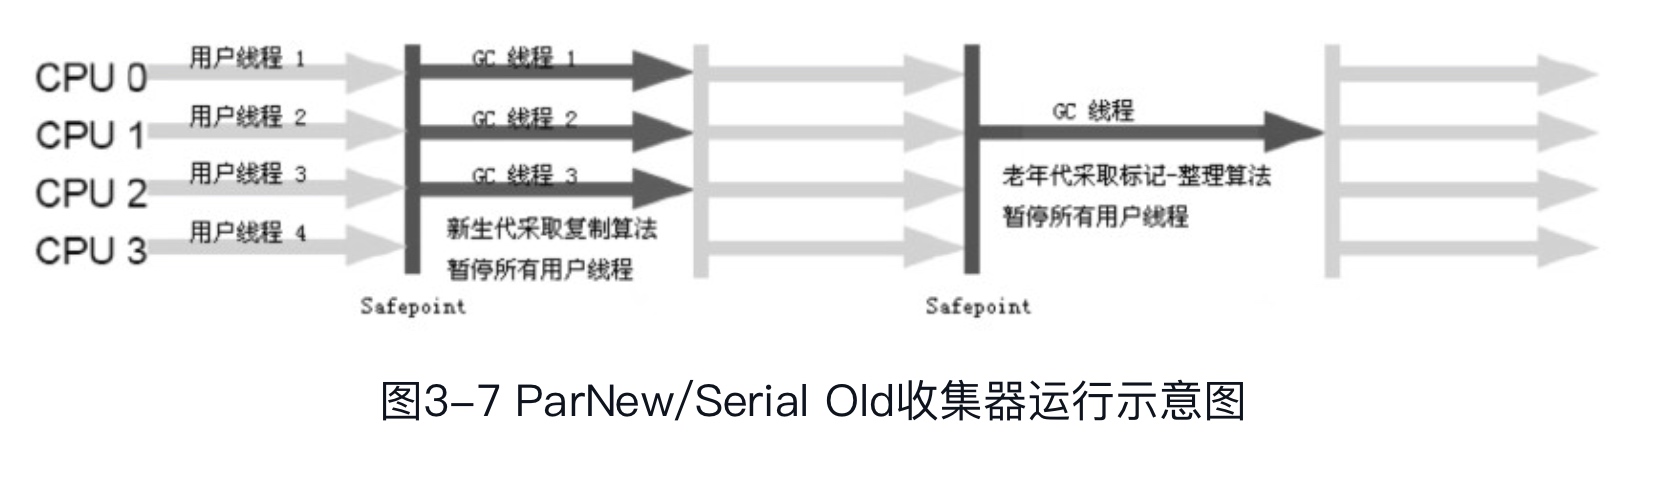 CPU 0
用户线程 1
GC 线程 1
CPU 1
用户线程 2
GC 线程 2
GC 线程
CPU 2
用户线程 3
GC 线程 3
老年代采取标记-整理算法
暂停所有用户线程
CPU 3
用户线程 4
新生代采取复制算法
暂停所有用户线程
Safepoint
Safepoint
图3-7 ParNew/Serial Old收集器运行示意图